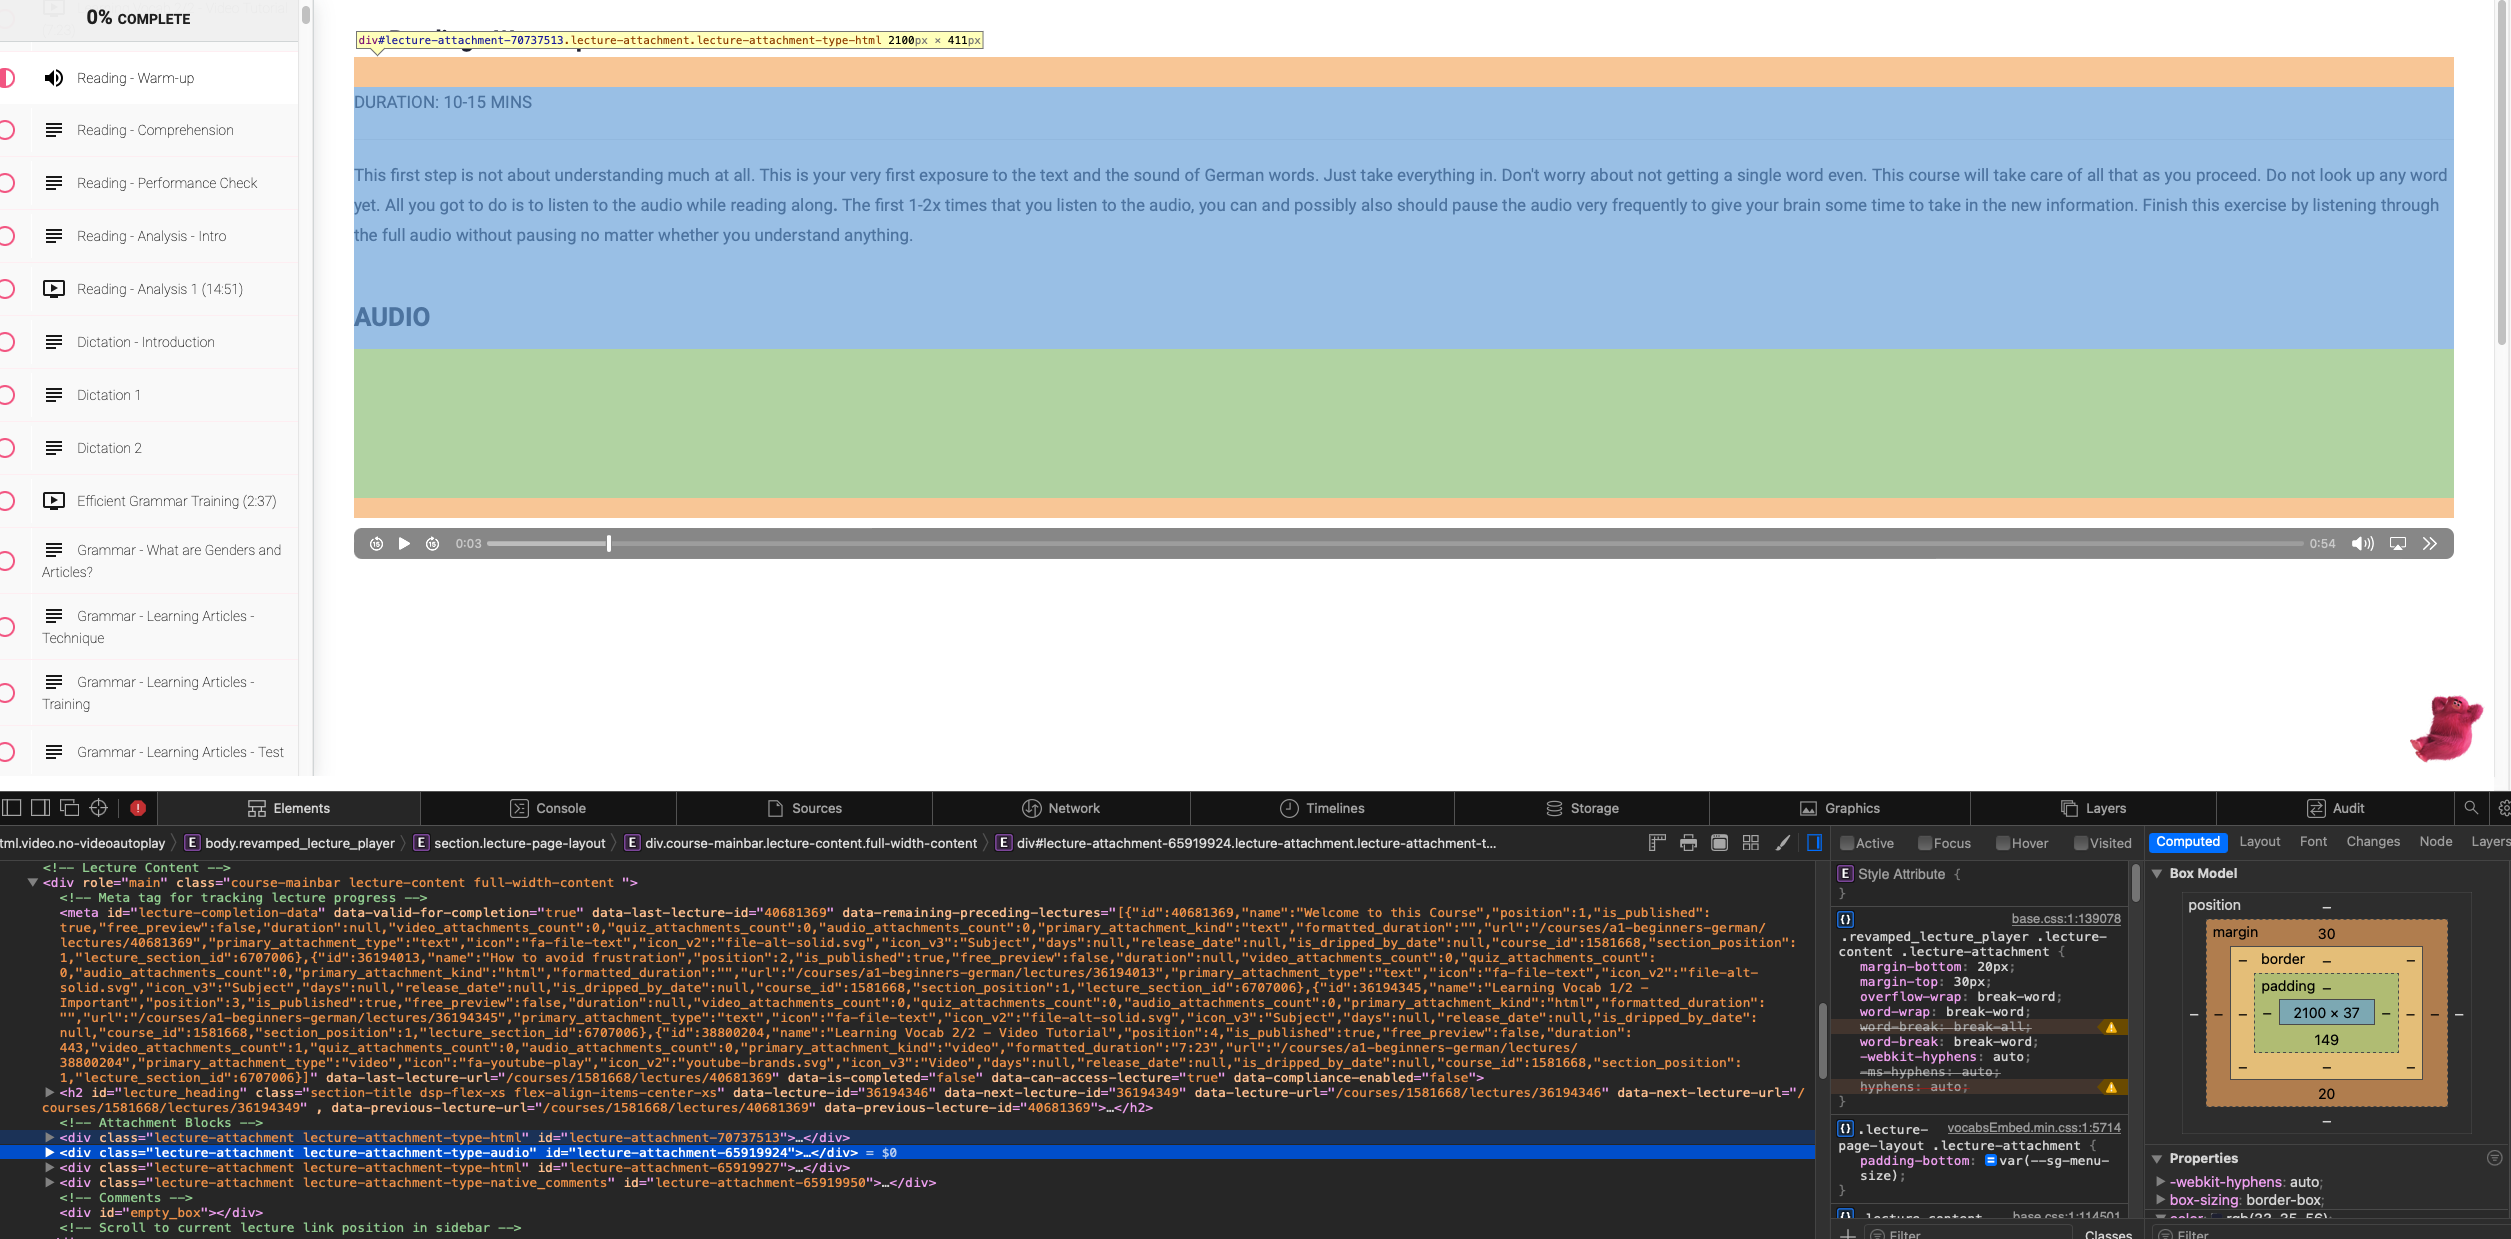 0% COMPLETE
Reading - Warm-up
Reading - Comprehension
Reading - Performance Check
Reading - Analysis - Intro
Reading - Analysis 1 (14:51)
Dictation - Introduction
Dictation 1
Dictation 2
Efficient Grammar Training (2:37)
Grammar - What are Genders and
Articles?
Grammar - Learning Articles -
Technique
Grammar - Learning Articles -
Training
Grammar - Learning Articles - Test
div#lecture-attachment-70737513.lecture-attachment.lecture-attachment-type-html 2100px × 411px
DURATION: 10-15 MINS
This first step is not about understanding much at all. This is your very first exposure to the text and the sound of German words. Just take everything in. Don't worry about not getting a single word even. This course will take care of all that as you proceed. Do not look up any word
yet. All you got to do is to listen to the audio while reading along. The first 1-2x times that you listen to the audio, you can and possibly also should pause the audio very frequently to give your brain some time to take in the new information. Finish this exercise by listening through
the full audio without pausing no matter whether you understand anything.
AUDIO
15 15 0:03 0:54
Elements Console Sources Network Timelines Storage Graphics Layers Audit
tml.video.no-videoautoplay E body.revamped_lecture_player E section.lecture-page-layout E div.course-mainbar.lecture-content.full-width-content E div#lecture-attachment-65919924.lecture-attachment.lecture-attachment-t...
<!-- Lecture Content -->
<div role="main" class="course-mainbar lecture-content full-width-content ">
<!-- Meta tag for tracking lecture progress -->
<meta id="lecture-completion-data" data-valid-for-completion="true" data-last-lecture-id="40681369" data-remaining-preceding-lectures="[{"id":40681369,"name":"Welcome to this Course","position":1,"is_published":
true,"free_preview":false,"duration":null,"video_attachments_count":0,"quiz_attachments_count":0,"audio_attachments_count":0,"primary_attachment_kind":"text","formatted_duration":"","url":"/courses/a1-beginners-german/
lectures/40681369","primary_attachment_type":"text","icon":"fa-file-text","icon_v2":"file-alt-solid.svg","icon_v3":"Subject","days":null,"release_date":null,"is_dripped_by_date":null,"course_id":1581668,"section_position":
1,"lecture_section_id":6707006},{"id":36194013,"name":"How to avoid frustration","position":2,"is_published":true,"free_preview":false,"duration":null,"video_attachments_count":0,"quiz_attachments_count":
0,"audio_attachments_count":0,"primary_attachment_kind":"html","formatted_duration":"","url":"/courses/a1-beginners-german/lectures/36194013","primary_attachment_type":"text","icon":"fa-file-text","icon_v2":"file-alt-
solid.svg","icon_v3":"Subject","days":null,"release_date":null,"is_dripped_by_date":null,"course_id":1581668,"section_position":1,"lecture_section_id":6707006},{"id":36194345,"name":"Learning Vocab 1/2 –
Important","position":3,"is_published":true,"free_preview":false,"duration":null,"video_attachments_count":0,"quiz_attachments_count":0,"audio_attachments_count":0,"primary_attachment_kind":"html","formatted_duration":
"","url":"/courses/a1-beginners-german/lectures/36194345","primary_attachment_type":"text","icon":"fa-file-text","icon_v2":"file-alt-solid.svg","icon_v3":"Subject","days":null,"release_date":null,"is_dripped_by_date":
null,"course_id":1581668,"section_position":1,"lecture_section_id":6707006},{"id":38800204,"name":"Learning Vocab 2/2 – Video Tutorial","position":4,"is_published":true,"free_preview":false,"duration":
443,"video_attachments_count":1,"quiz_attachments_count":0,"audio_attachments_count":0,"primary_attachment_kind":"video","formatted_duration":"7:23","url":"/courses/a1-beginners-german/lectures/
38800204","primary_attachment_type":"video","icon":"fa-youtube-play","icon_v2":"youtube-brands.svg","icon_v3":"Video","days":null,"release_date":null,"is_dripped_by_date":null,"course_id":1581668,"section_position":
1,"lecture_section_id":6707006}]" data-last-lecture-url="/courses/1581668/lectures/40681369" data-is-completed="false" data-can-access-lecture="true" data-compliance-enabled="false">
<h2 id="lecture_heading" class="section-title dsp-flex-xs flex-align-items-center-xs" data-lecture-id="36194346" data-next-lecture-id="36194349" data-lecture-url="/courses/1581668/lectures/36194346" data-next-lecture-url="/
courses/1581668/lectures/36194349" , data-previous-lecture-url="/courses/1581668/lectures/40681369" data-previous-lecture-id="40681369">…</h2>
<!-- Attachment Blocks -->
<div class="lecture-attachment lecture-attachment-type-html" id="lecture-attachment-70737513">…</div>
<div class="lecture-attachment lecture-attachment-type-audio" id="lecture-attachment-65919924">…</div> = $0
<div class="lecture-attachment lecture-attachment-type-html" id="lecture-attachment-65919927">…</div>
<div class="lecture-attachment lecture-attachment-type-native_comments" id="lecture-attachment-65919950">…</div>
<!-- Comments -->
<div id="empty_box"></div>
<!-- Scroll to current lecture link position in sidebar -->
Active Focus Hover Visited
E Style Attribute {
}
{} base.css:1:139078
.revamped_lecture_player .lecture-
content .lecture-attachment {
margin-bottom: 20px;
margin-top: 30px;
overflow-wrap: break-word;
word-wrap: break-word;
word-break: break-all;
word-break: break-word;
-webkit-hyphens: auto;
-ms-hyphens: auto;
hyphens: auto;
}
{} .lecture- vocabsEmbed.min.css:1:5714
page-layout .lecture-attachment {
padding-bottom: = var(--sg-menu-
size);
}
{} .lecture-content base.css:1:114501
Filter Classes
Computed Layout Font Changes Node Layers
Box Model
position –
margin 30
– border – –
padding –
– – – – 2100 × 37 – – – –
149
– – –
20
–
Properties
-webkit-hyphens: auto;
box-sizing: border-box;
color: rgb(33, 35, 56);
Filter